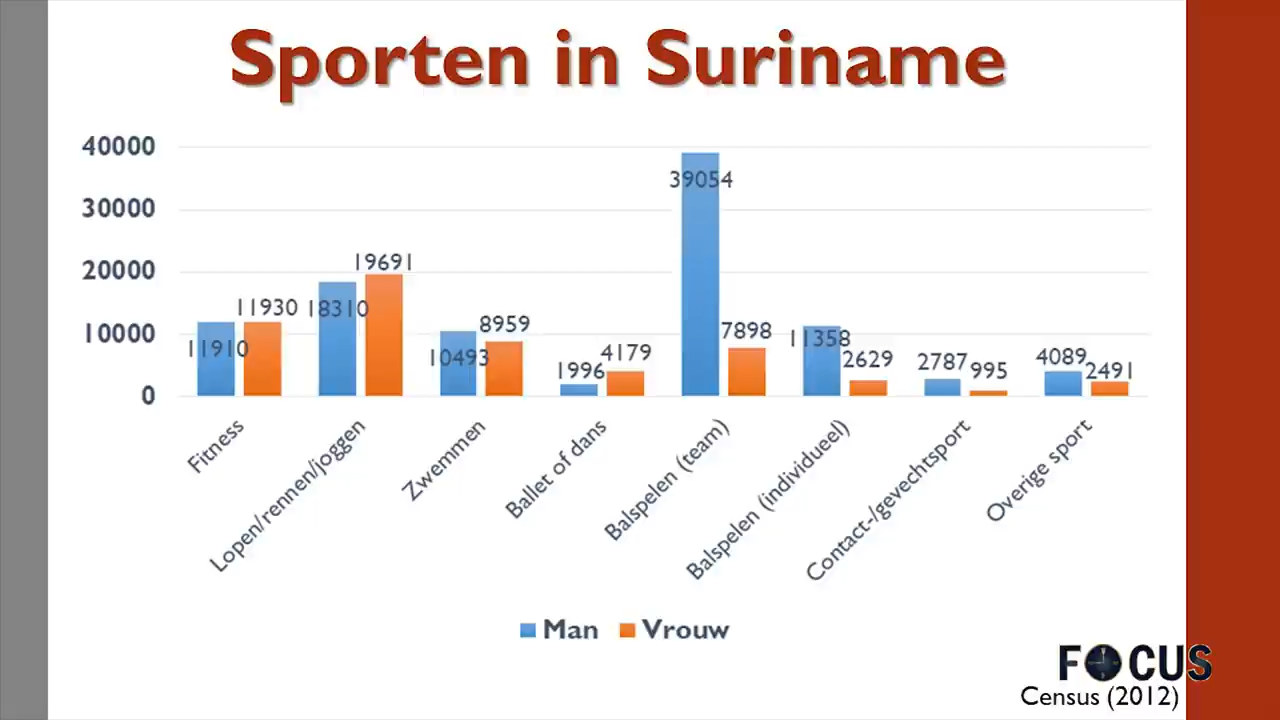 Sporten in Suriname
40000
30000
20000
10000
0
11910
11930
18310
19691
10493
8959
1996
4179
39054
7898
11358
2629
2787
995
4089
2491
Fitness
Lopen/rennen/joggen
Zwemmen
Ballet of dans
Balspelen (team)
Balspelen (individueel)
Contact-/gevechtsport
Overige sport
Man Vrouw
FOCUS
Census (2012)